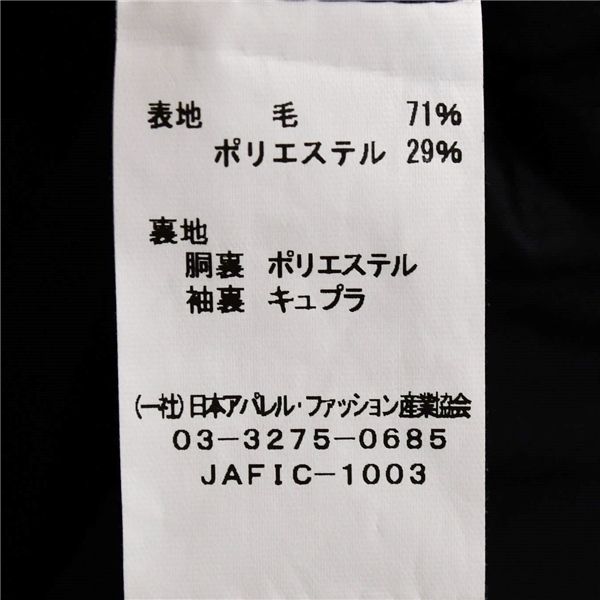 表地 毛 71%
ポリエステル 29%
裏地
胴裏 ポリエステル
袖裏 キュプラ
(一社)日本アパレル・ファッション産業協会
03-3275-0685
JAFIC-1003